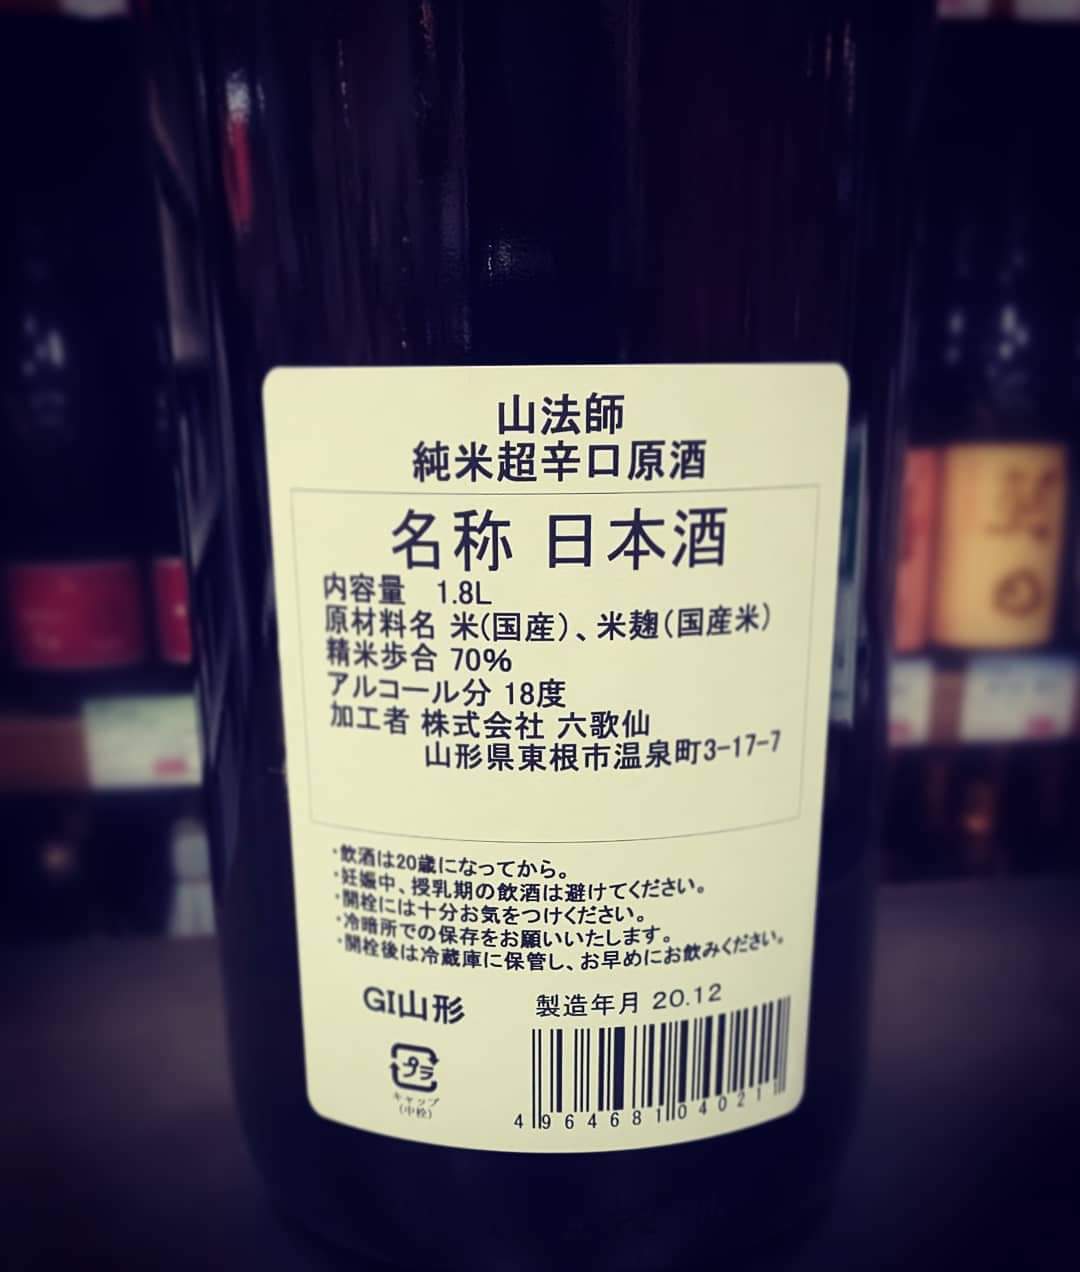 山法師
純米超辛口原酒
名称 日本酒
内容量 1.8L
原材料名 米(国産)、米麹(国産米)
精米歩合 70%
アルコール分 18度
加工者 株式会社 六歌仙
山形県東根市温泉町3-17-7
・飲酒は20歳になってから。
・妊娠中、授乳期の飲酒は避けてください。
・開栓には十分お気をつけください。
・冷暗所での保存をお願いいたします。
・開栓後は冷蔵庫に保管し、お早めにお飲みください。
GI山形
製造年月 20.12
プラ
キャップ
(中栓)
4964681040211